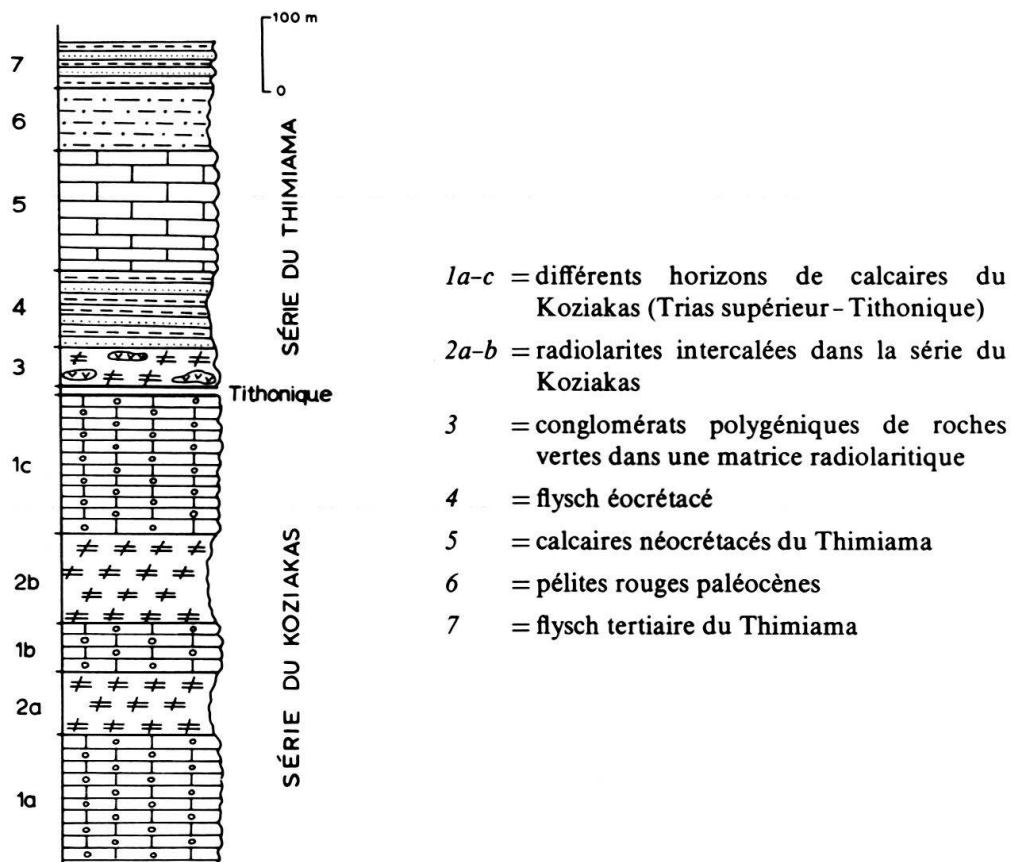 100 m
0
7
6
5
4
3
Tithonique
1c
2b
1b
2a
1a
SÉRIE DU THIMIAMA
SÉRIE DU KOZIAKAS
1a-c = différents horizons de calcaires du
Koziakas (Trias supérieur – Tithonique)
2a-b = radiolarites intercalées dans la série du
Koziakas
3 = conglomérats polygéniques de roches
vertes dans une matrice radiolaritique
4 = flysch éocrétacé
5 = calcaires néocrétacés du Thimiama
6 = pélites rouges paléocènes
7 = flysch tertiaire du Thimiama